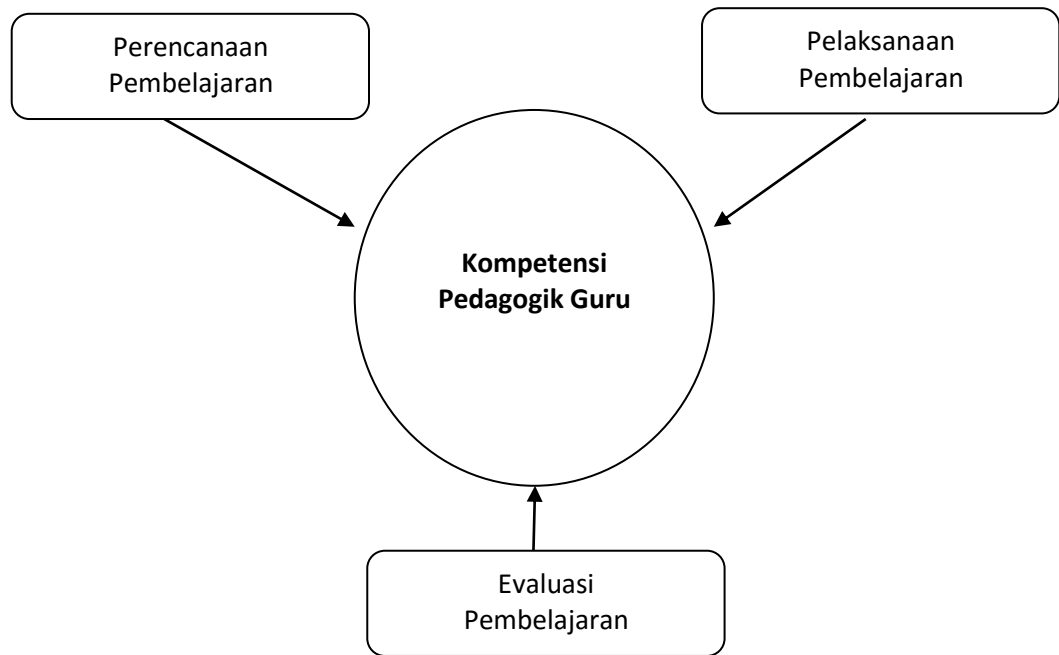 Perencanaan
Pembelajaran
Pelaksanaan
Pembelajaran
Kompetensi
Pedagogik Guru
Evaluasi
Pembelajaran